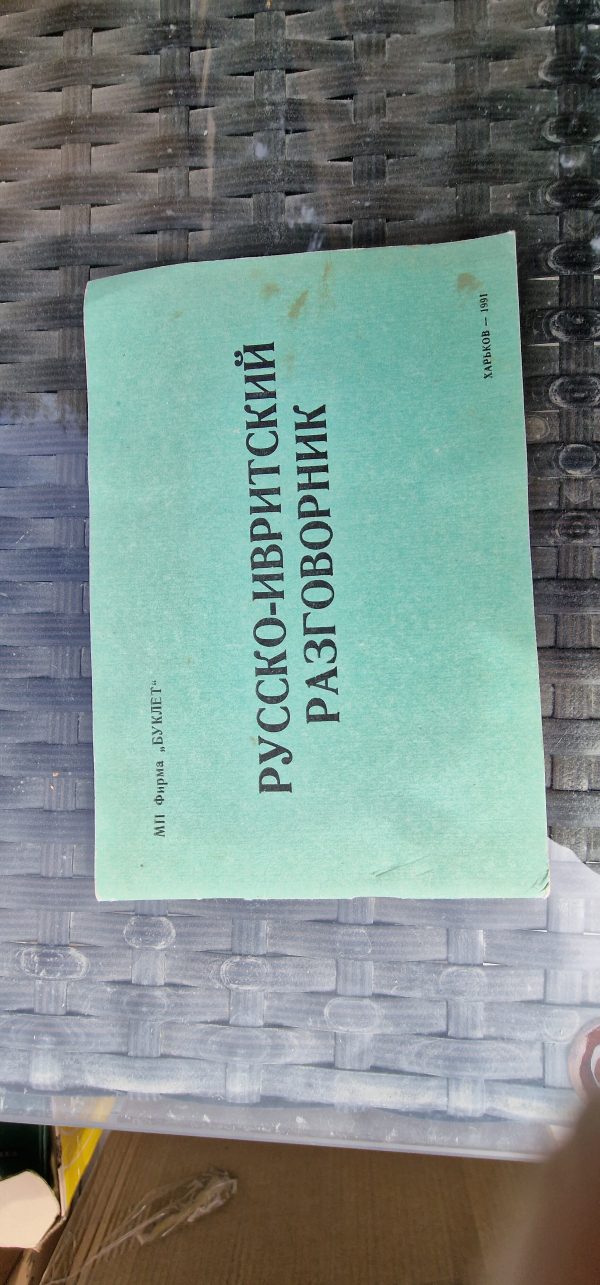 МП Фирма „БУКЛЕТ“
РУССКО-ИВРИТСКИЙ
РАЗГОВОРНИК
ХАРЬКОВ — 1991